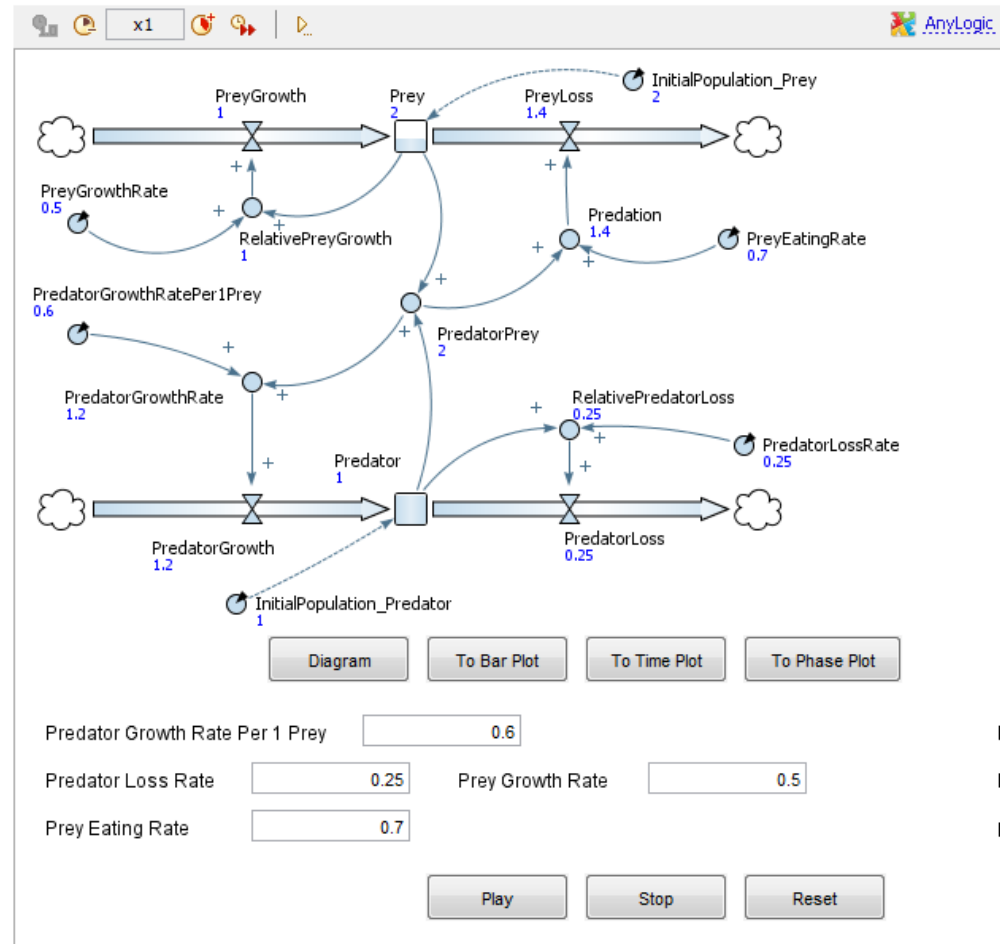 x1
AnyLogic
InitialPopulation_Prey
2
PreyGrowth
1
Prey
2
PreyLoss
1.4
+
+
PreyGrowthRate
0.5
+
+
RelativePreyGrowth
1
Predation
1.4
+
+
PreyEatingRate
0.7
PredatorGrowthRatePer1Prey
0.6
+
+
PredatorPrey
2
+
+
PredatorGrowthRate
1.2
+
RelativePredatorLoss
0.25
+
+
PredatorLossRate
0.25
+
Predator
1
PredatorGrowth
1.2
PredatorLoss
0.25
InitialPopulation_Predator
1
Diagram
To Bar Plot
To Time Plot
To Phase Plot
Predator Growth Rate Per 1 Prey 0.6
Predator Loss Rate 0.25 Prey Growth Rate 0.5
Prey Eating Rate 0.7
Play
Stop
Reset